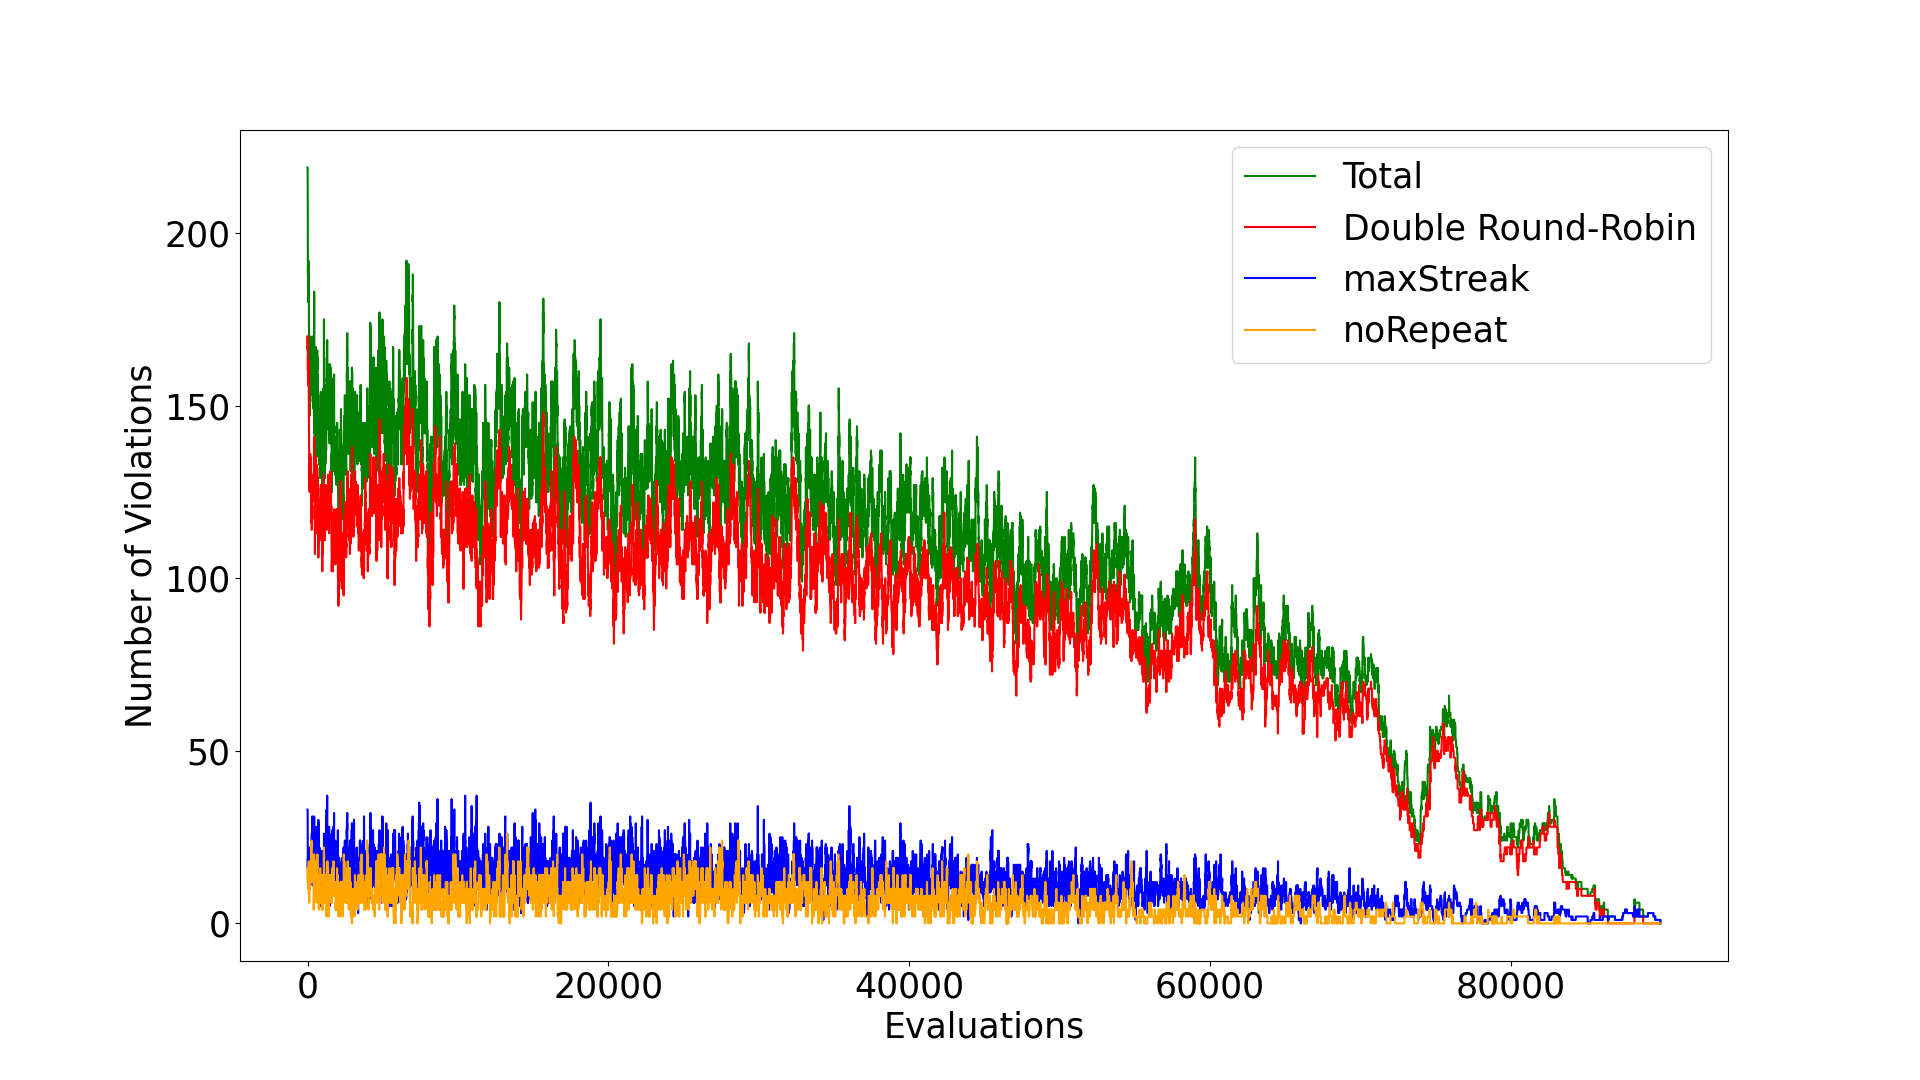 Total
Double Round-Robin
maxStreak
noRepeat
200
150
100
50
0
Number of Violations
0 20000 40000 60000 80000
Evaluations